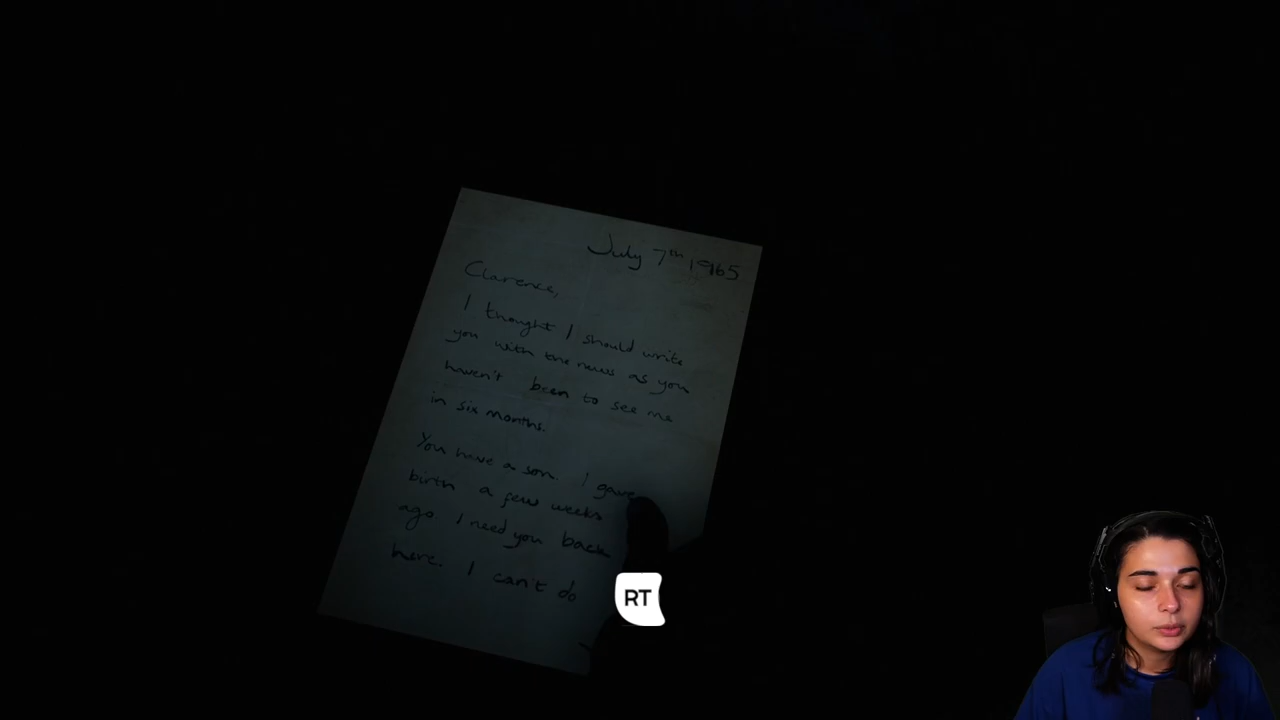 July 7th 1965
Clarence,
I thought I should write
you with the news as you
haven't been to see me
in six months.
You have a son. I gave
birth a few weeks
ago I need you back
here. I can't do
RT